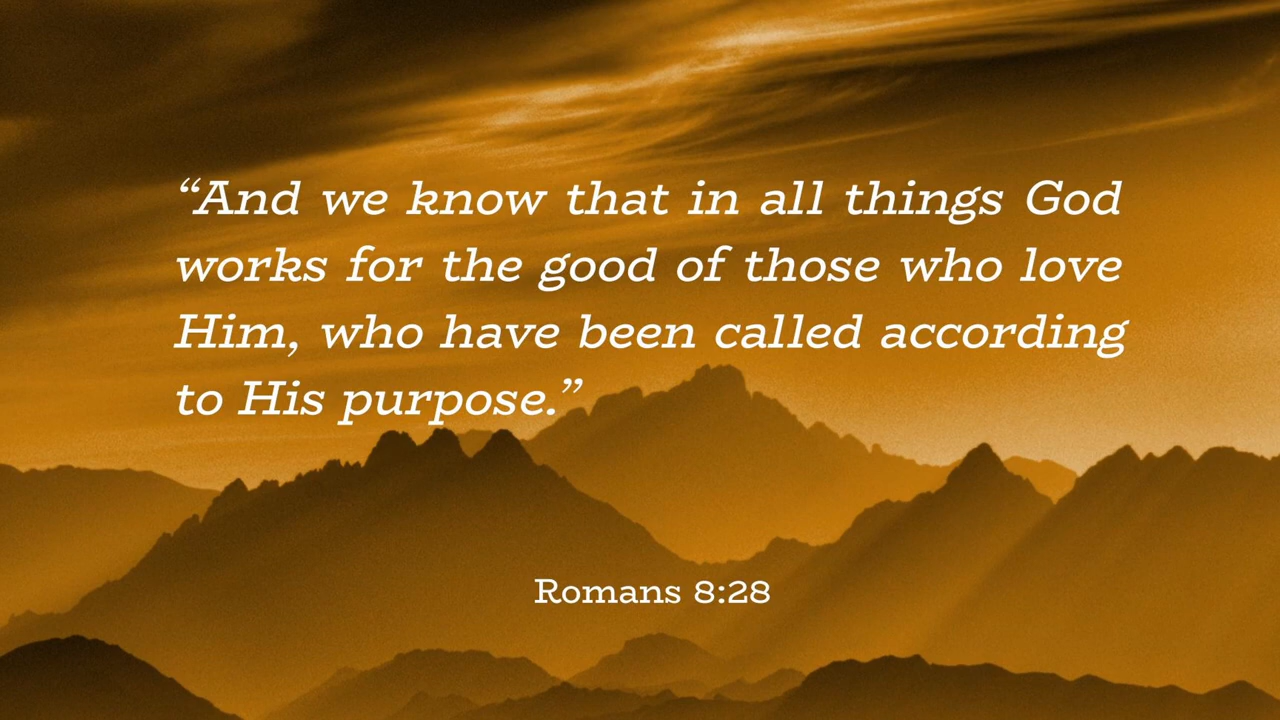 “And we know that in all things God
works for the good of those who love
Him, who have been called according
to His purpose.”
Romans 8:28